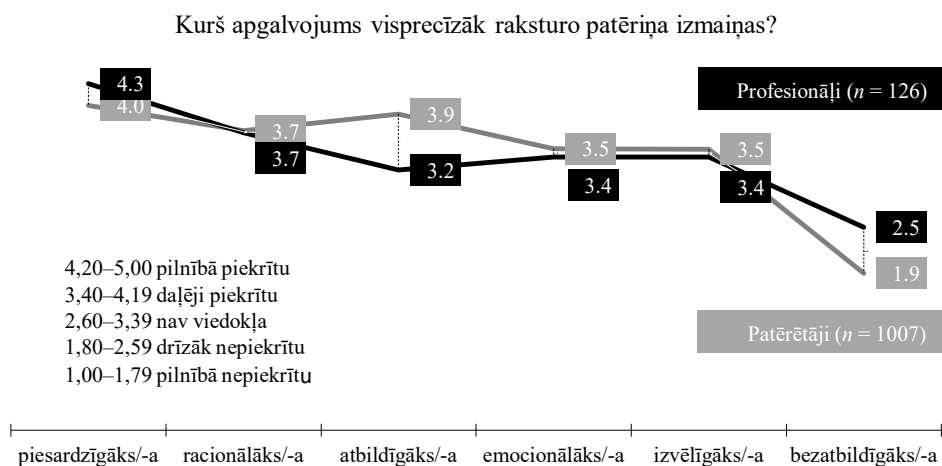 Kurš apgalvojums visprecīzāk raksturo patēriņa izmaiņas?
4.3
4.0
3.7
3.7
3.9
3.2
3.5
3.4
3.5
3.4
2.5
1.9
Profesionāļi (n = 126)
4,20–5,00 pilnībā piekrītu
3,40–4,19 daļēji piekrītu
2,60–3,39 nav viedokļa
1,80–2,59 drīzāk nepiekrītu
1,00–1,79 pilnībā nepiekrītu
Patērētāji (n = 1007)
piesardzīgāks/-a
racionālāks/-a
atbildīgāks/-a
emocionālāks/-a
izvēlīgāks/-a
bezatbildīgāks/-a